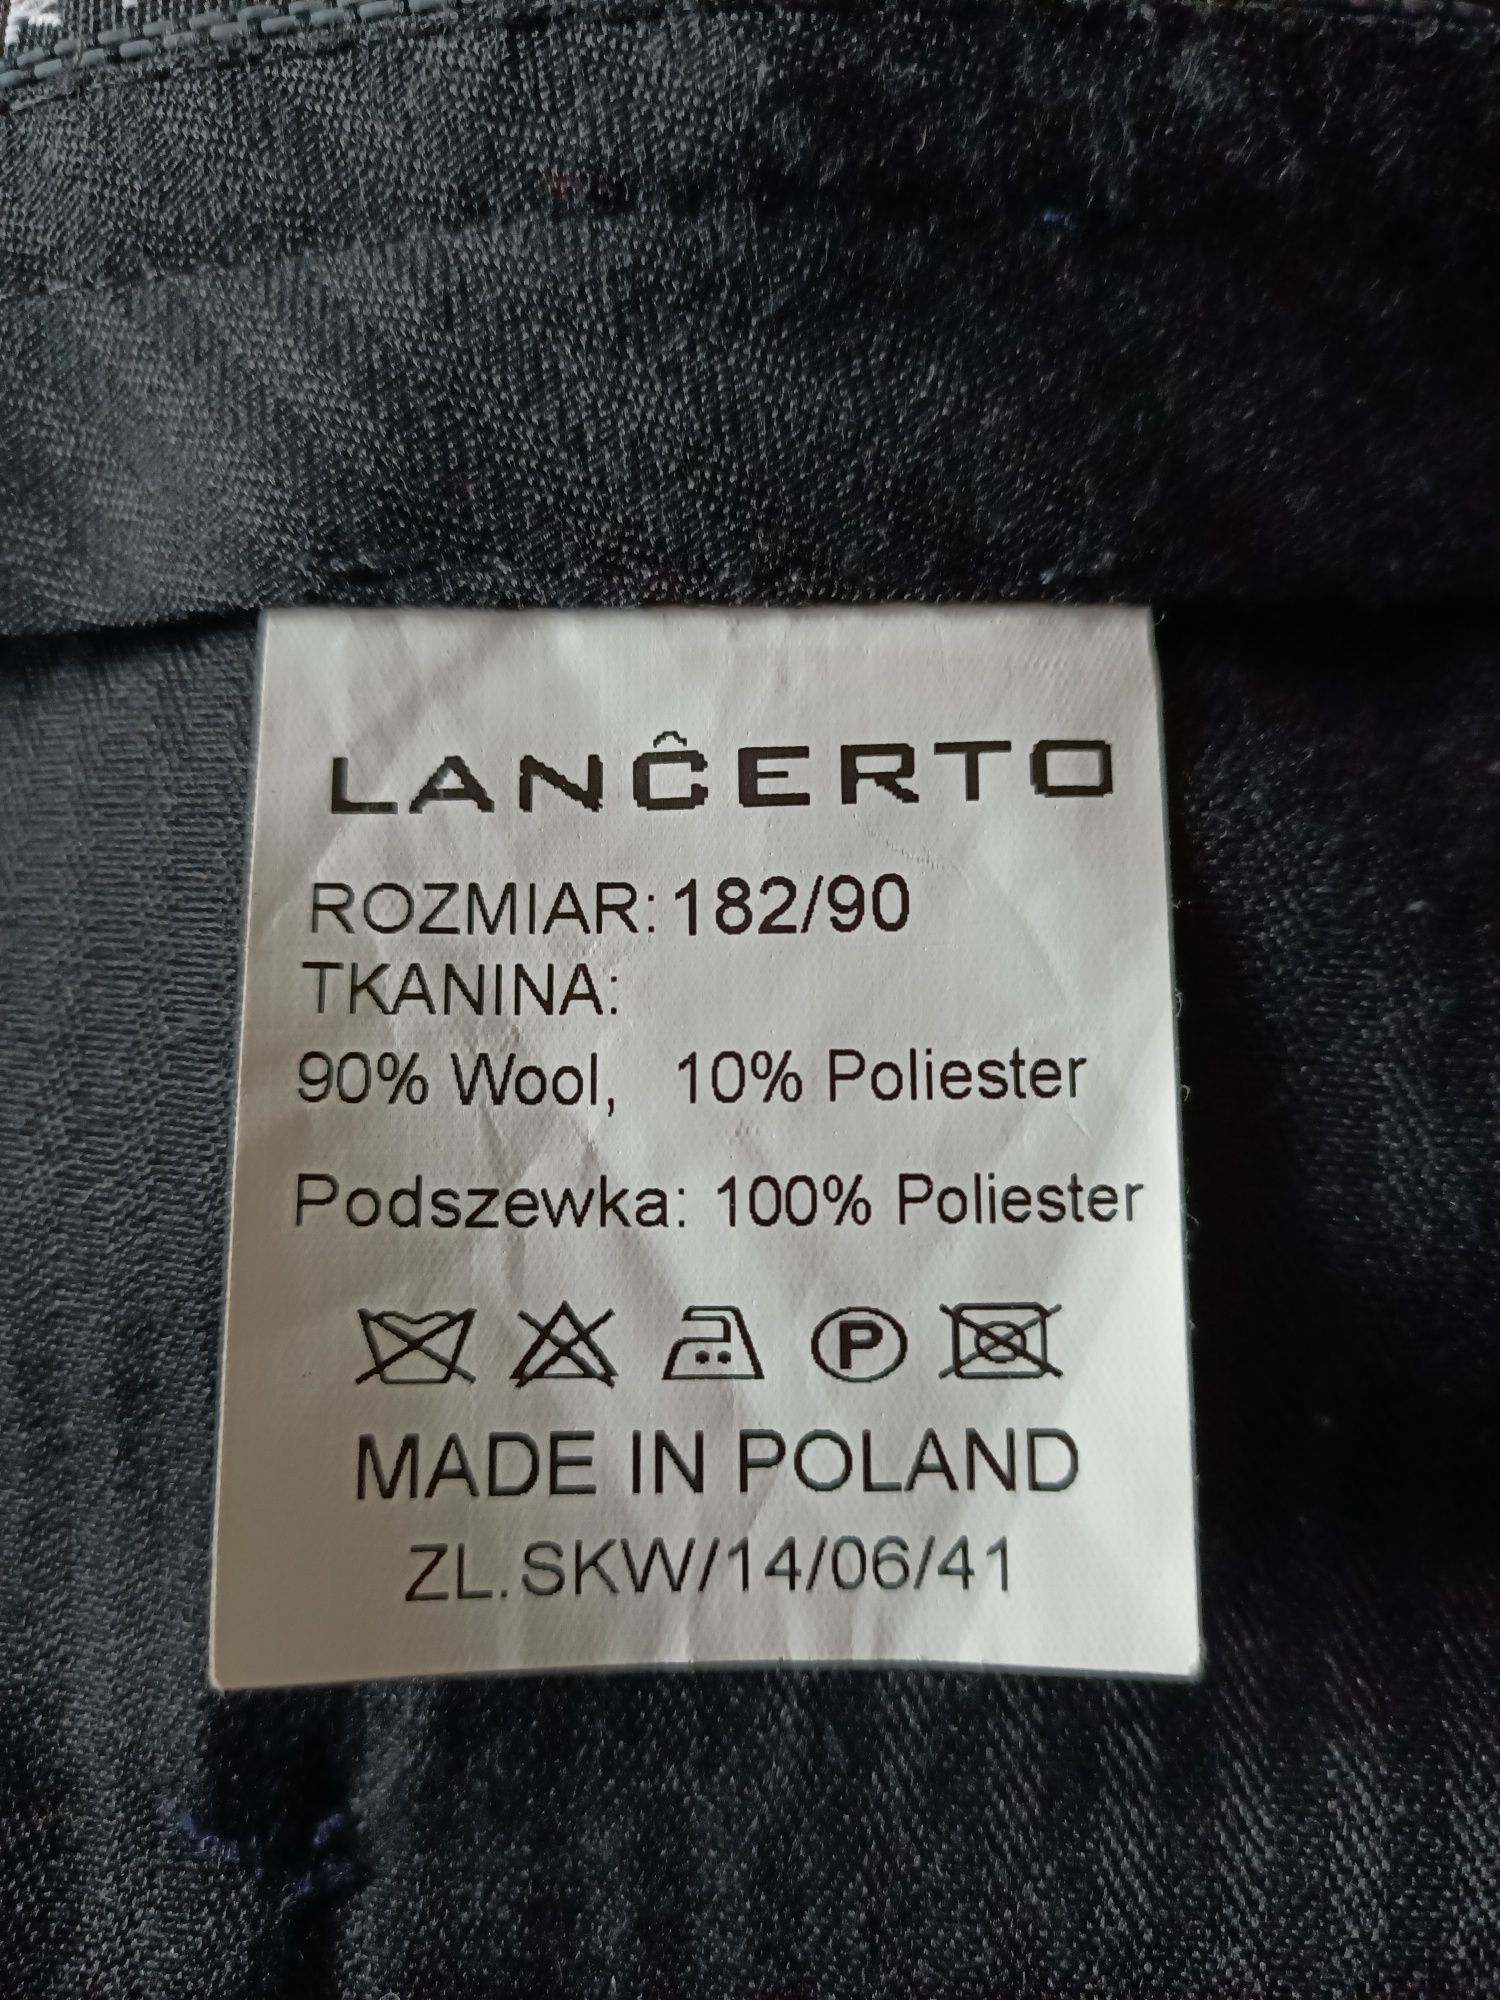 LANĈERTO
ROZMIAR: 182/90
TKANINA:
90% Wool, 10% Poliester
Podszewka: 100% Poliester
P
MADE IN POLAND
ZL.SKW/14/06/41